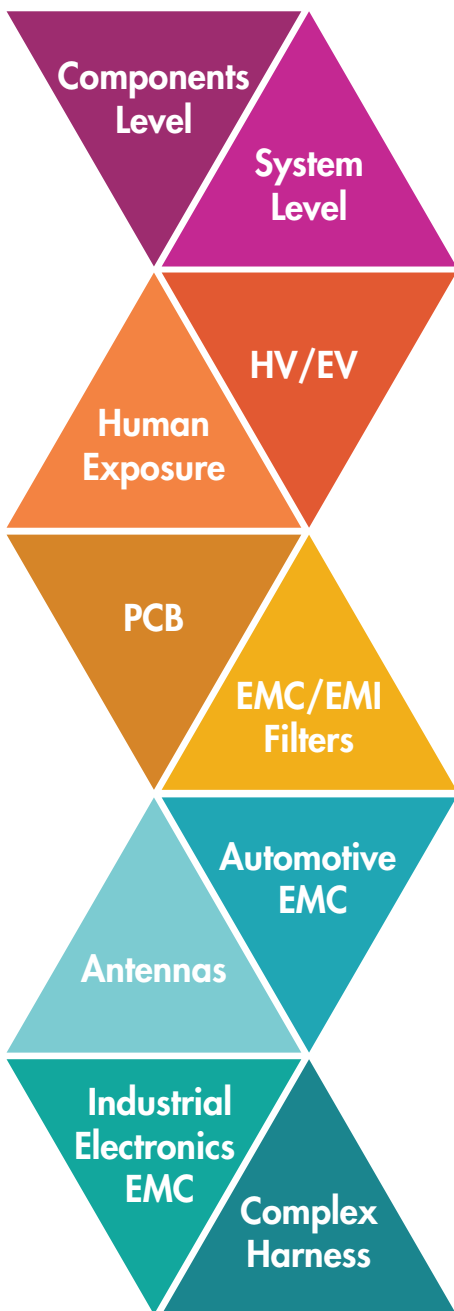 Components
Level
System
Level
HV/EV
Human
Exposure
PCB
EMC/EMI
Filters
Automotive
EMC
Antennas
Industrial
Electronics
EMC
Complex
Harness